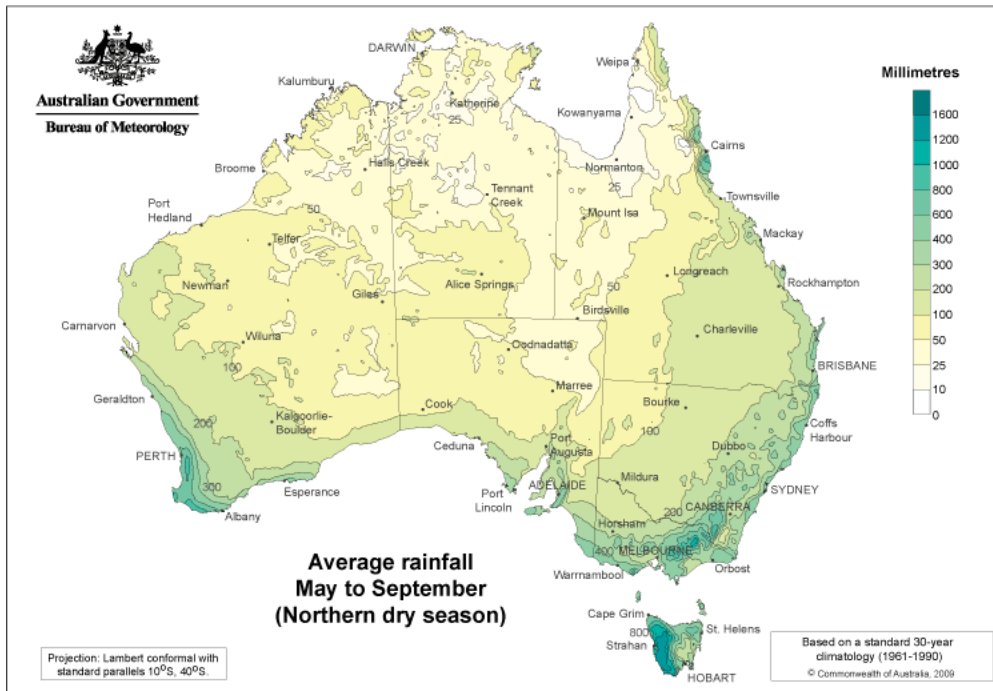 Australian Government
Bureau of Meteorology
DARWIN
Weipa
Kalumburu
Katherine
25
Kowanyama
Millimetres
1600
1200
1000
800
600
400
300
200
100
50
25
10
0
Cairns
Broome
Halls Creek
Normanton
25
Tennant
Creek
Townsville
Port
Hedland
50
Mount Isa
Telfer
Mackay
Newman
Giles
Alice Springs
50
Longreach
Rockhampton
Carnarvon
Birdsville
Wiluna
Oodnadatta
Charleville
100
BRISBANE
Marree
Geraldton
Cook
Bourke
200
Kalgoorlie-
Boulder
100
Coffs
Harbour
PERTH
Ceduna
Port
Augusta
Dubbo
Mildura
300
Esperance
Port
Lincoln
ADELAIDE
SYDNEY
Albany
200
CANBERRA
Horsham
400
MELBOURNE
Warrnambool
Orbost
Average rainfall
May to September
(Northern dry season)
Cape Grim
800
St. Helens
Strahan
HOBART
Projection: Lambert conformal with
standard parallels 10°S, 40°S.
Based on a standard 30-year
climatology (1961-1990)
© Commonwealth of Australia, 2009